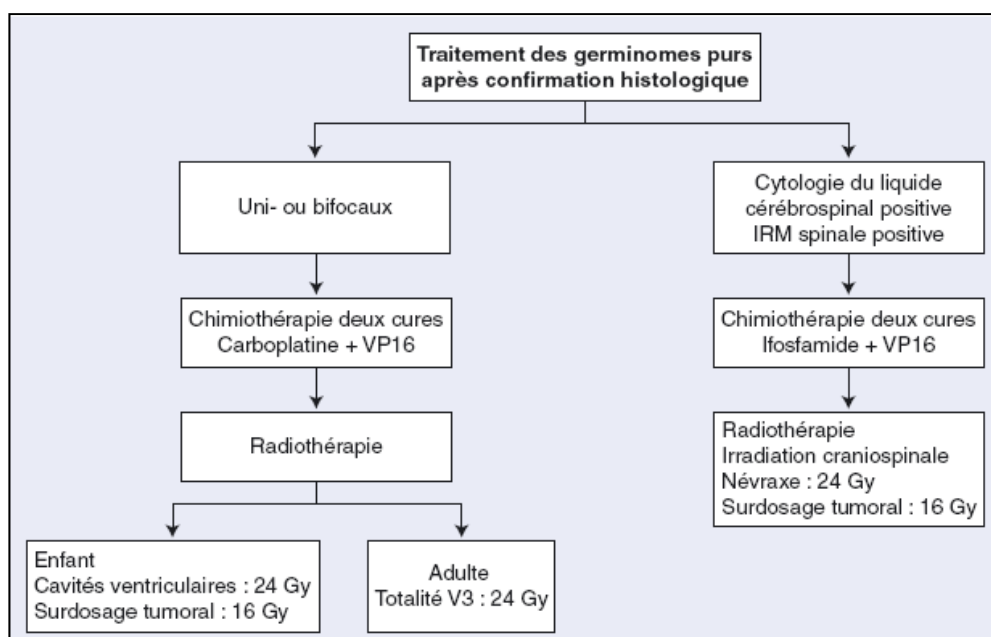 Traitement des germinomes purs
après confirmation histologique
Uni- ou bifocaux
Cytologie du liquide
cérébrospinal positive
IRM spinale positive
Chimiothérapie deux cures
Carboplatine + VP16
Chimiothérapie deux cures
Ifosfamide + VP16
Radiothérapie
Radiothérapie
Irradiation craniospinale
Névraxe : 24 Gy
Surdosage tumoral : 16 Gy
Enfant
Cavités ventriculaires : 24 Gy
Surdosage tumoral : 16 Gy
Adulte
Totalité V3 : 24 Gy